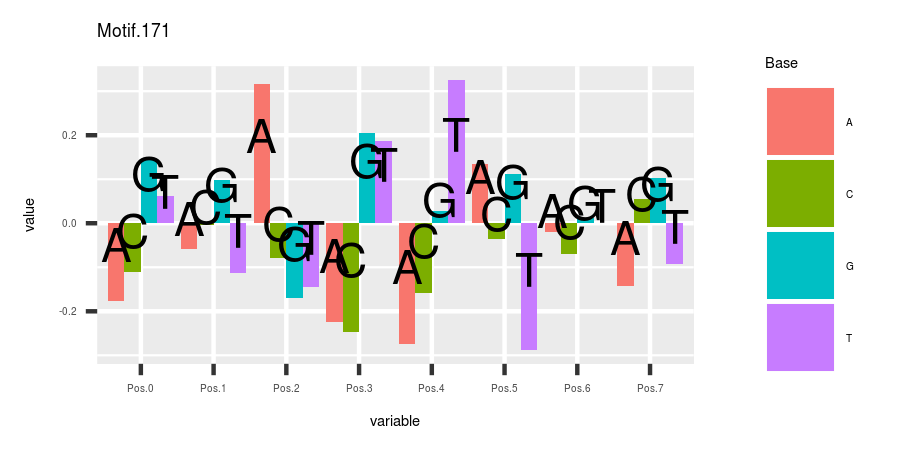 Motif.171
value
0.2
0.0
-0.2
A C G T A C G T A C G T A C G T A C G T A C G T A C G T A C G T
Pos.0 Pos.1 Pos.2 Pos.3 Pos.4 Pos.5 Pos.6 Pos.7
variable
Base
A
C
G
T